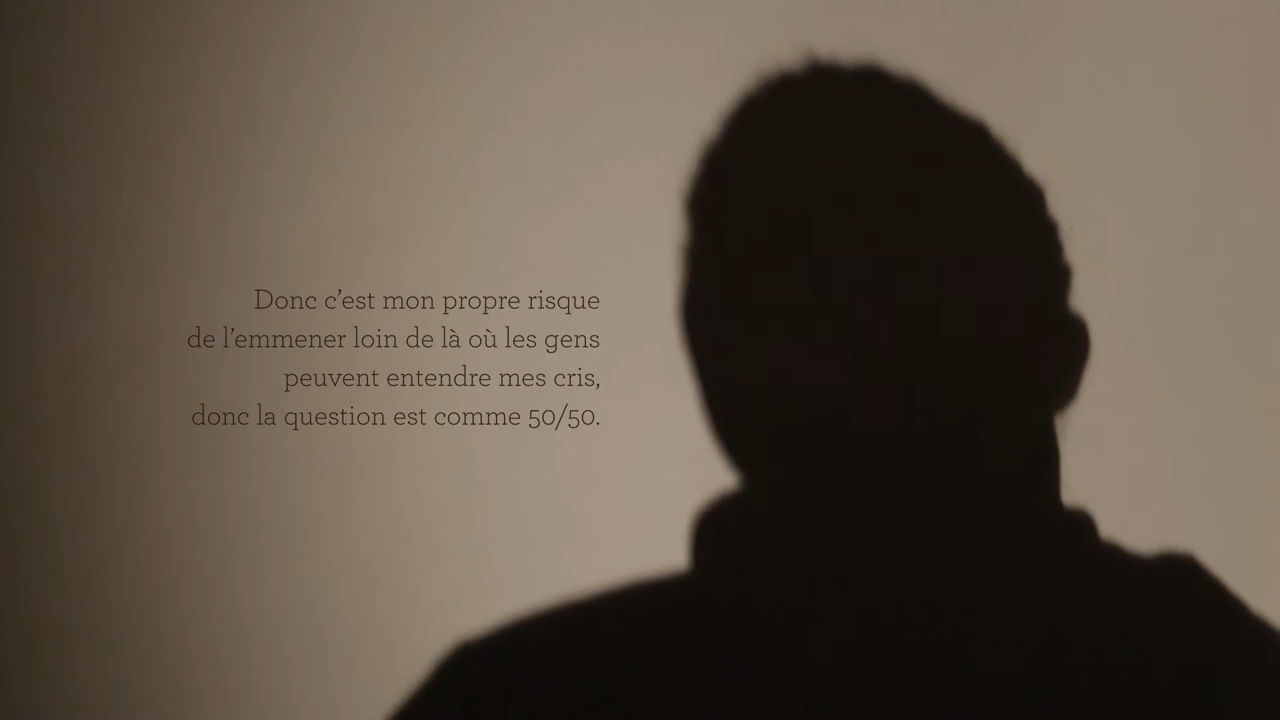 Donc c’est mon propre risque
de l’emmener loin de là où les gens
peuvent entendre mes cris,
donc la question est comme 50/50.